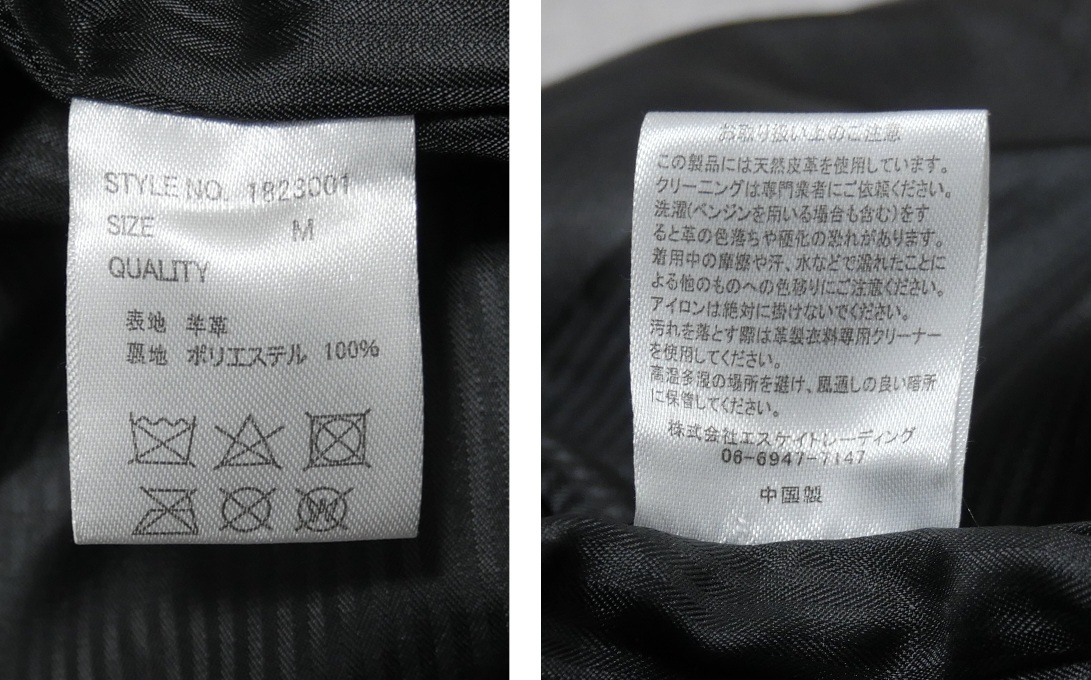 STYLE NO. 1823001
SIZE M
QUALITY
表地 羊革
裏地 ポリエステル 100%
お取り扱い上のご注意
この製品には天然皮革を使用しています。
クリーニングは専門業者にご依頼ください。
洗濯(ベンジンを用いる場合も含む)をす
ると革の色落ちや硬化の恐れがあります。
着用中の摩擦や汗、水などで濡れたことに
よる他のものへの色移りにご注意ください。
アイロンは絶対に掛けないでください。
汚れを落とす際は革製衣料専用クリーナー
を使用してください。
高温多湿の場所を避け、風通しの良い暗所
に保管してください。
株式会社エスケイトレーディング
06-6947-7147
中国製